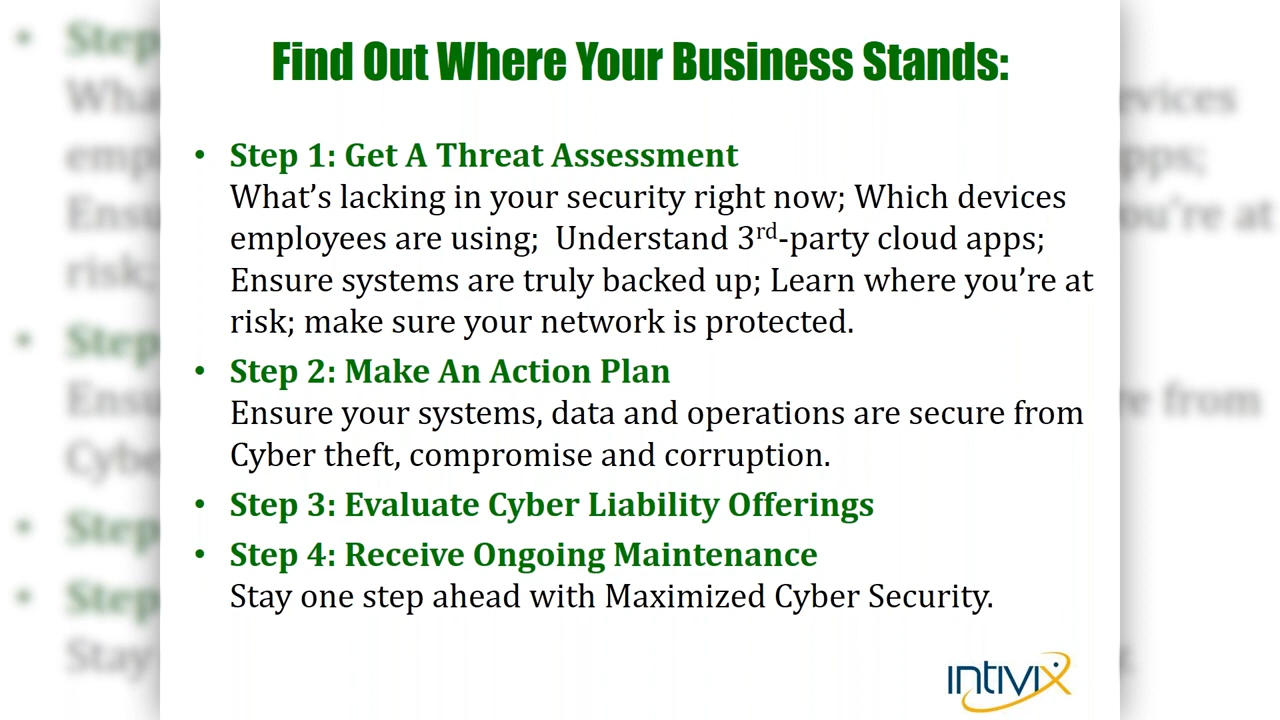 Find Out Where Your Business Stands:
• Step 1: Get A Threat Assessment
What’s lacking in your security right now; Which devices
employees are using;  Understand 3rd-party cloud apps;
Ensure systems are truly backed up; Learn where you’re at
risk; make sure your network is protected.
• Step 2: Make An Action Plan
Ensure your systems, data and operations are secure from
Cyber theft, compromise and corruption.
• Step 3: Evaluate Cyber Liability Offerings
• Step 4: Receive Ongoing Maintenance
Stay one step ahead with Maximized Cyber Security.
INTIVIX